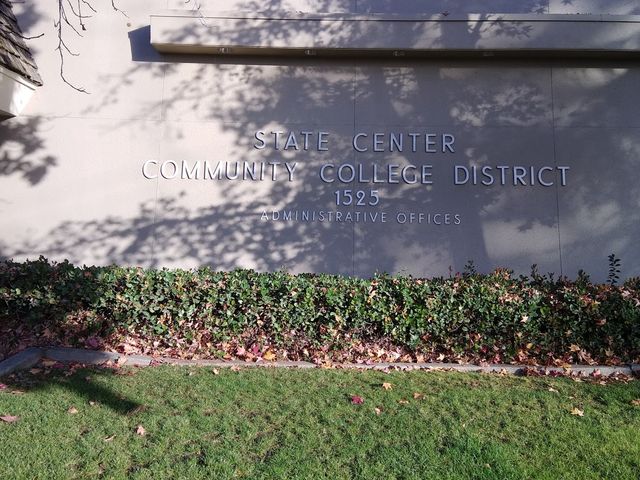 STATE CENTER
COMMUNITY COLLEGE DISTRICT
1525
ADMINISTRATIVE OFFICES